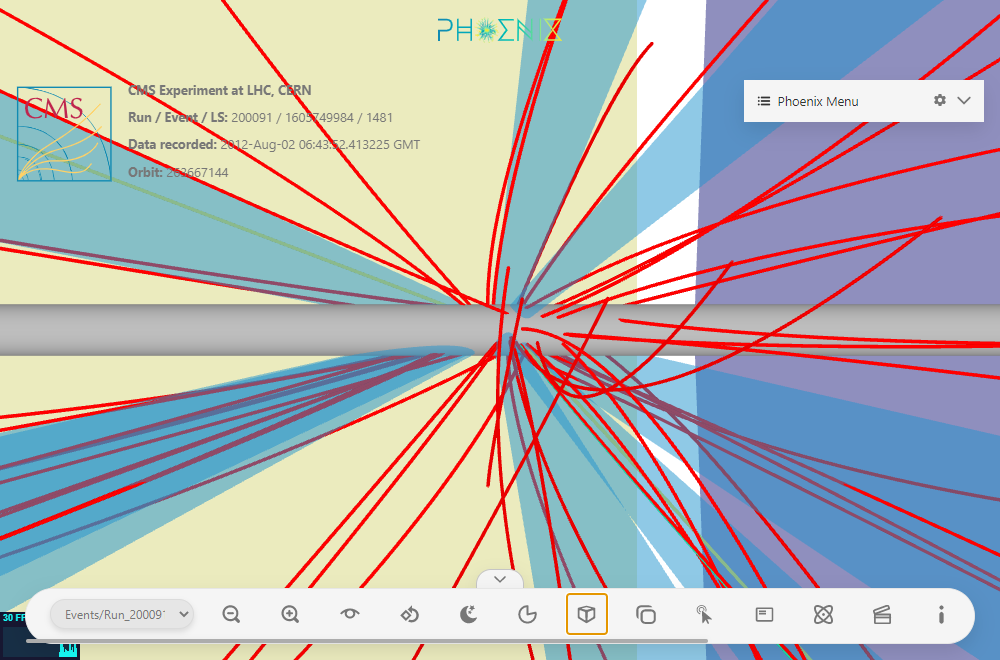 PHOENIX
CMS
CMS Experiment at LHC, CERN
Run / Event / LS: 200091 / 1605749984 / 1481
Data recorded: 2012-Aug-02 06:43:52.413225 GMT
Orbit: 262667144
Phoenix Menu
Events/Run_20009
30 FP